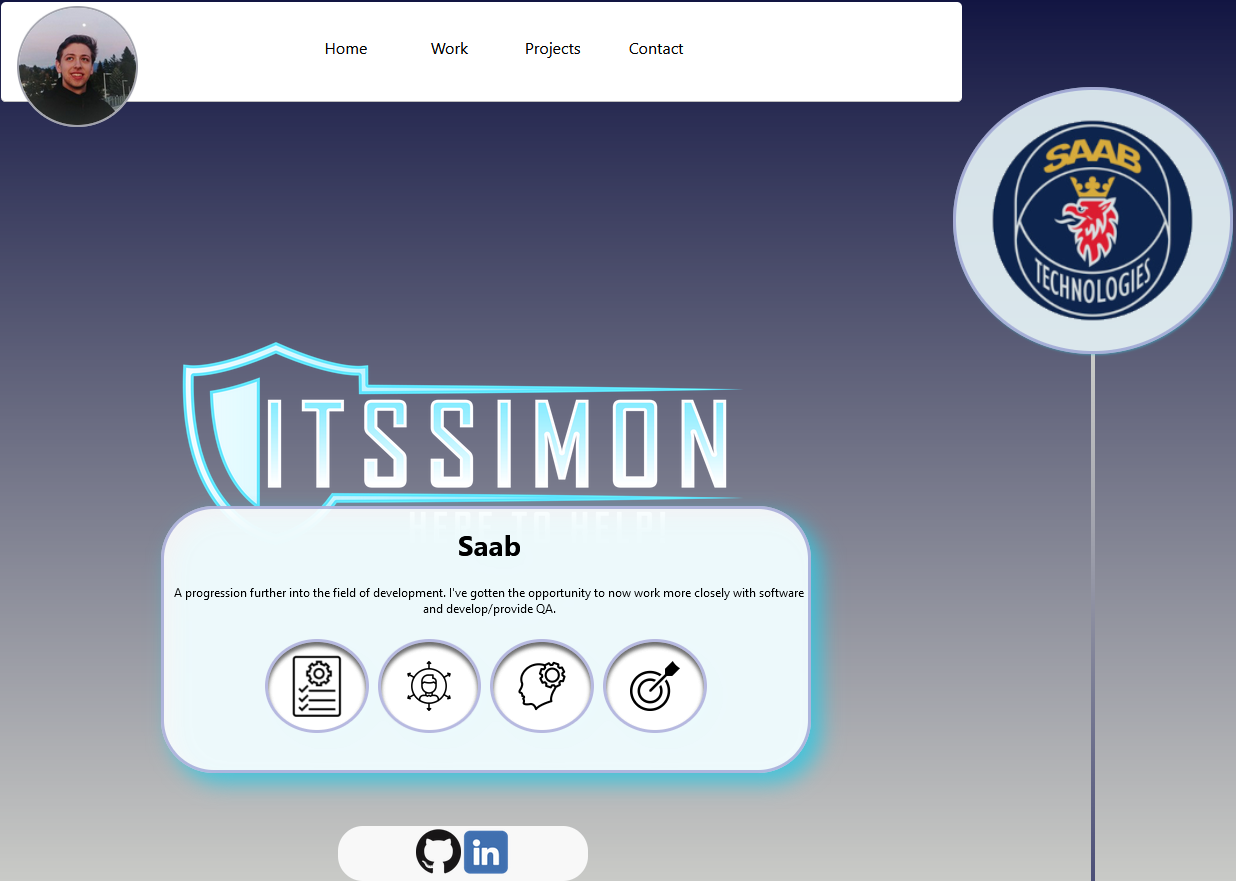 Home Work Projects Contact
SAAB
TECHNOLOGIES
ITSSIMON
HERE TO HELP!
Saab
A progression further into the field of development. I've gotten the opportunity to now work more closely with software
and develop/provide QA.
in